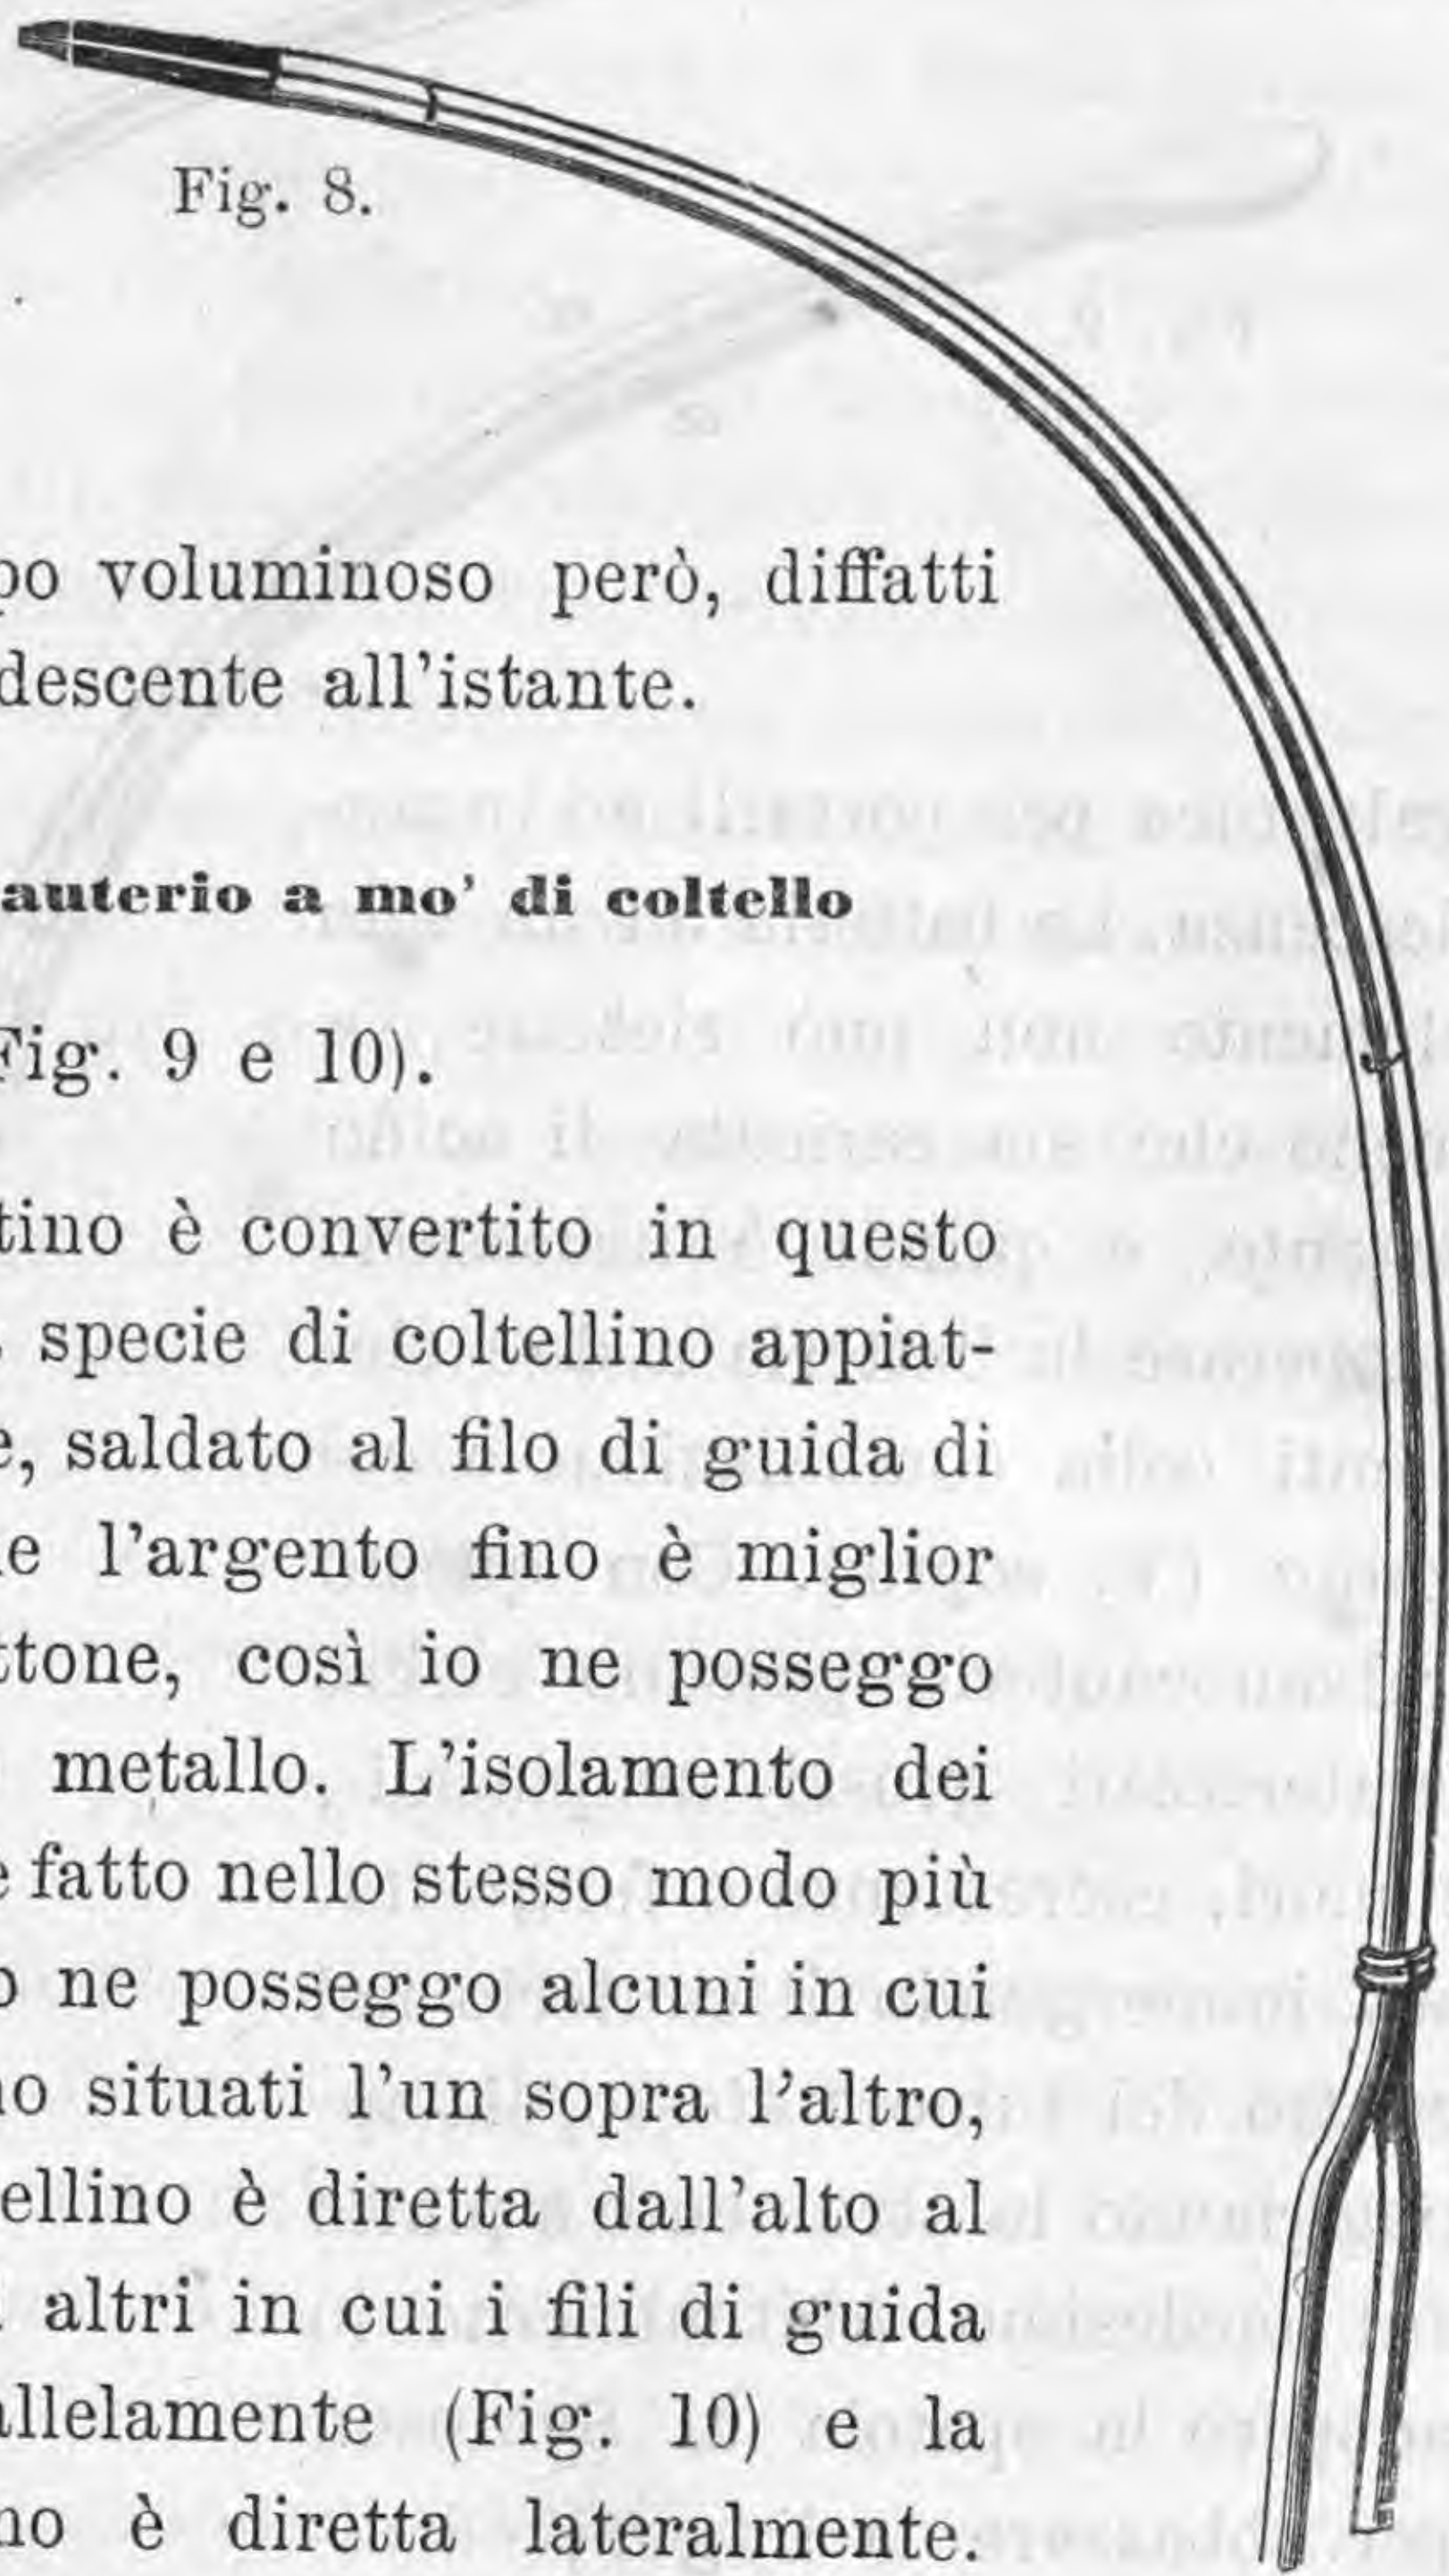 Fig. 8.
voluminoso però, diffatti
descente all'istante.
auterio a mo' di coltello
Fig. 9 e 10).
tino è convertito in questo
specie di coltellino appiat-
e, saldato al filo di guida di
l'argento fino è miglior
ttone, così io ne posseggo
metallo. L'isolamento dei
fatto nello stesso modo più
ne posseggo alcuni in cui
situati l'un sopra l'altro,
ellino è diretta dall'alto al
altri in cui i fili di guida
allelamente (Fig. 10) e la
è diretta lateralmente.